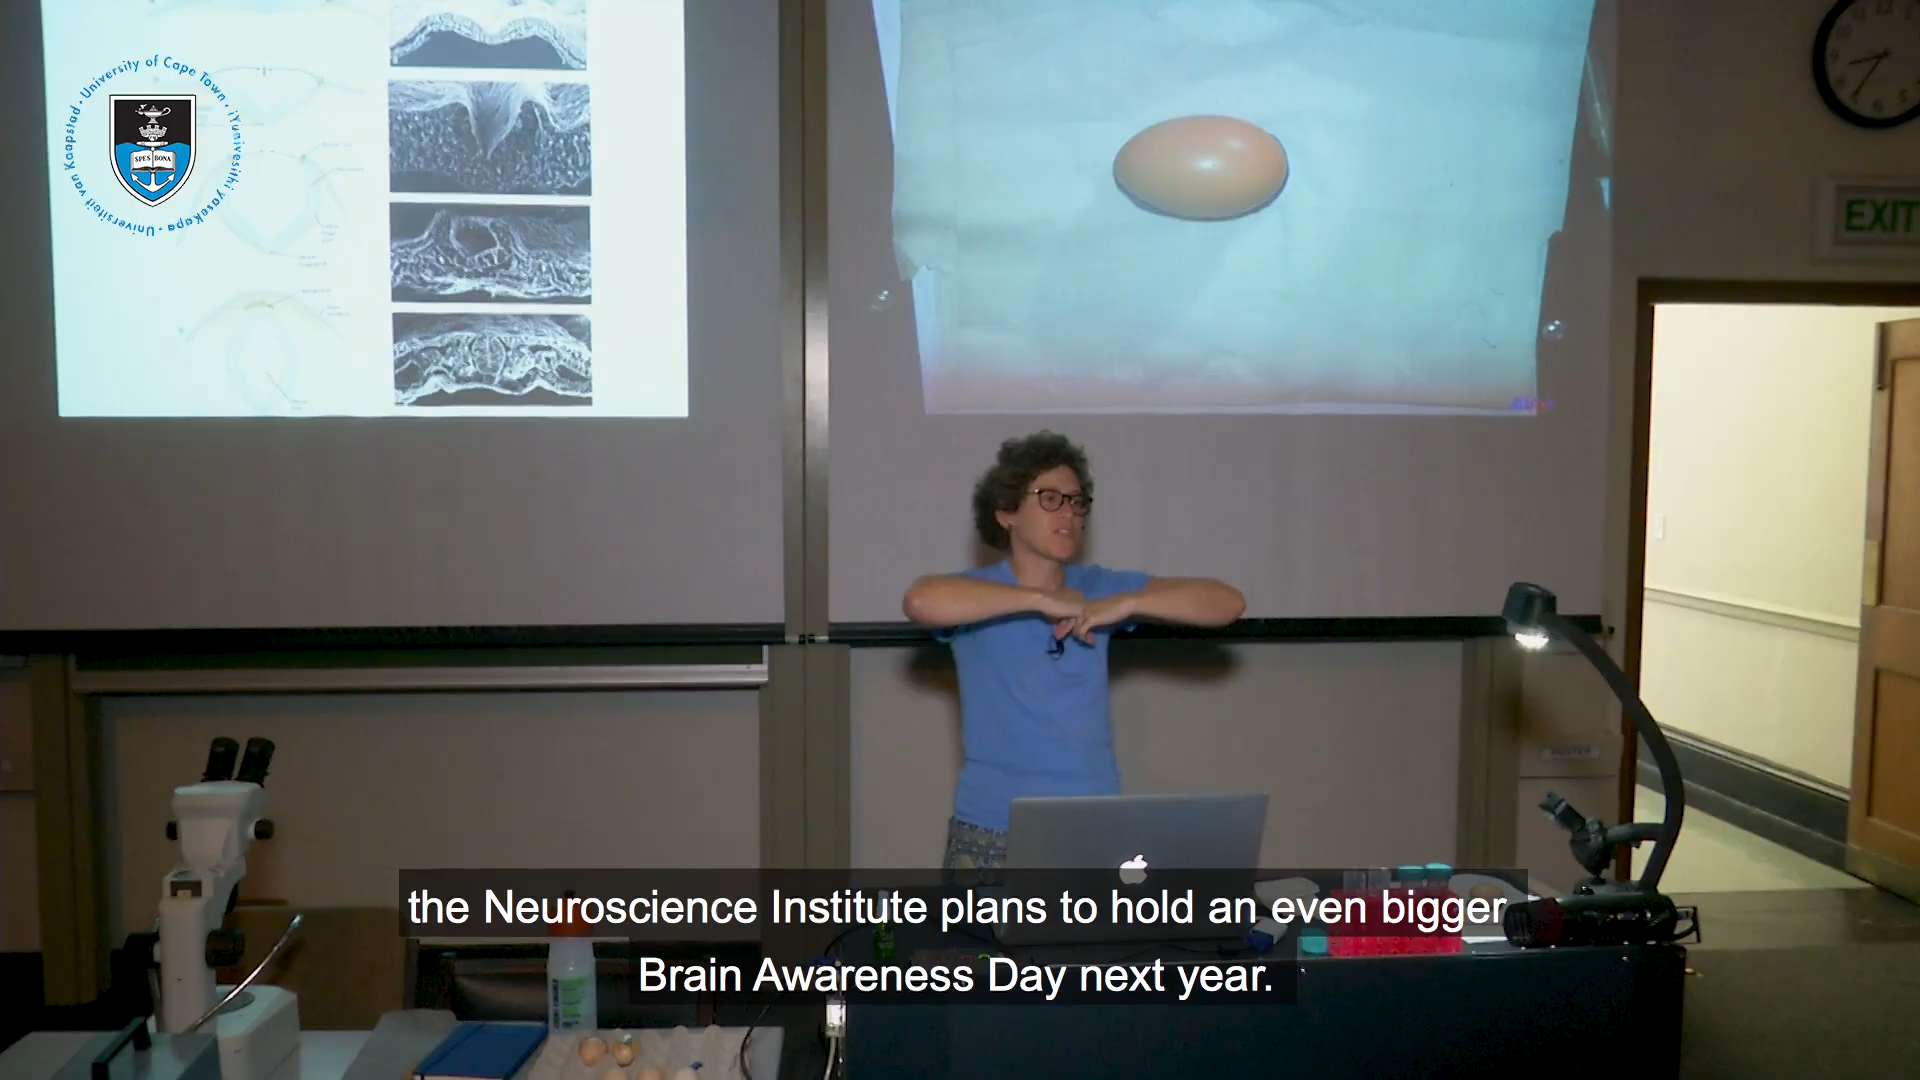 University of Cape Town · iYunivesithi yaseKapa · Universiteit van Kaapstad ·
SPES BONA
EXIT
the Neuroscience Institute plans to hold an even bigger
Brain Awareness Day next year.